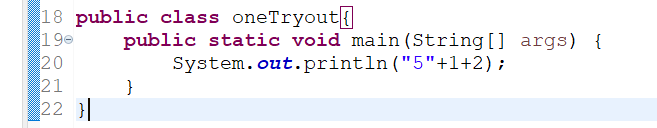 18 public class oneTryout{
19 public static void main(String[] args) {
20 System.out.println("5"+1+2);
21 }
22 }